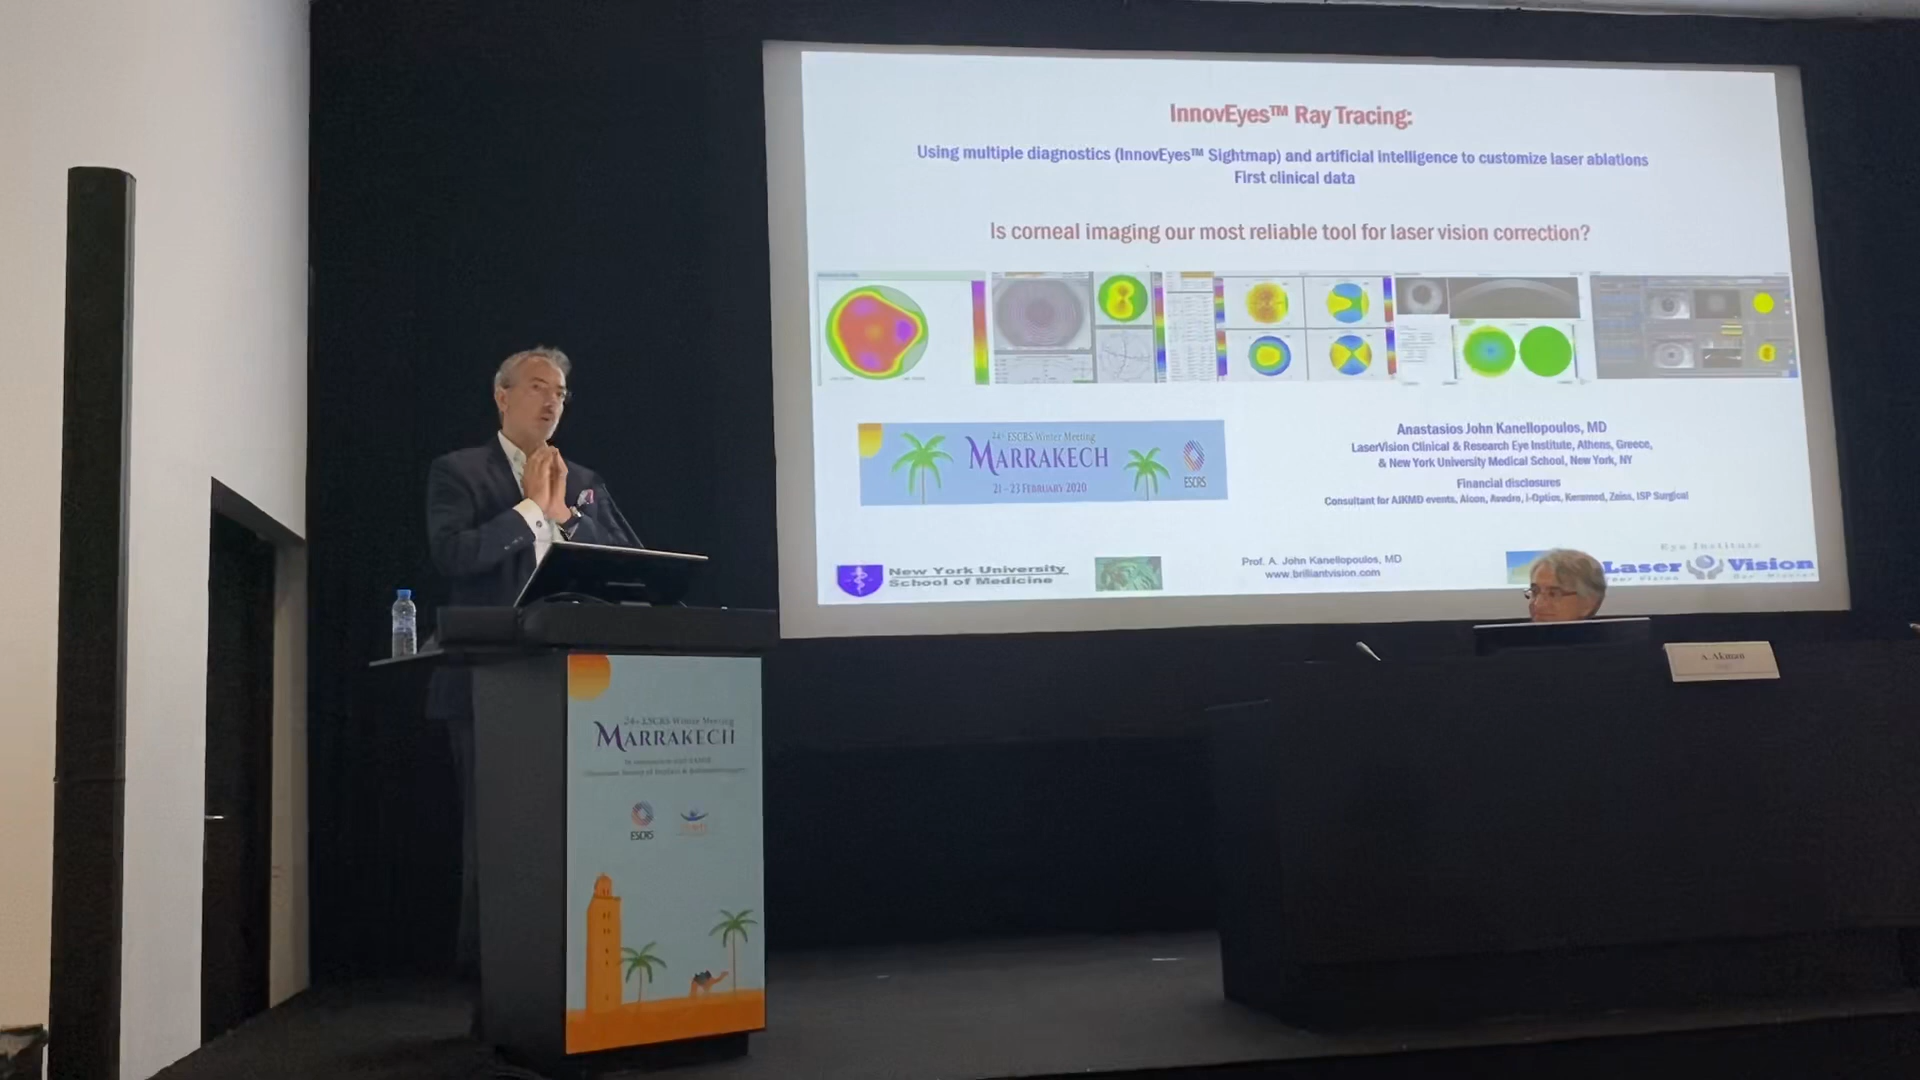 InnovEyes™ Ray Tracing:
Using multiple diagnostics (InnovEyes™ Sightmap) and artificial intelligence to customize laser ablations
First clinical data
Is corneal imaging our most reliable tool for laser vision correction?
24th ESCRS Winter Meeting
MARRAKECH
21 – 23 FEBRUARY 2020
ESCRS
Anastasios John Kanellopoulos, MD
LaserVision Clinical & Research Eye Institute, Athens, Greece,
& New York University Medical School, New York, NY
Financial disclosures
Consultant for AJKMD events, Alcon, Avedro, i-Optics, Keramed, Zeiss, ISP Surgical
New York University
School of Medicine
Prof. A. John Kanellopoulos, MD
www.brilliantvision.com
Eye Institute
Laser Vision
A. Akman
24th ESCRS Winter Meeting
MARRAKECH
ESCRS